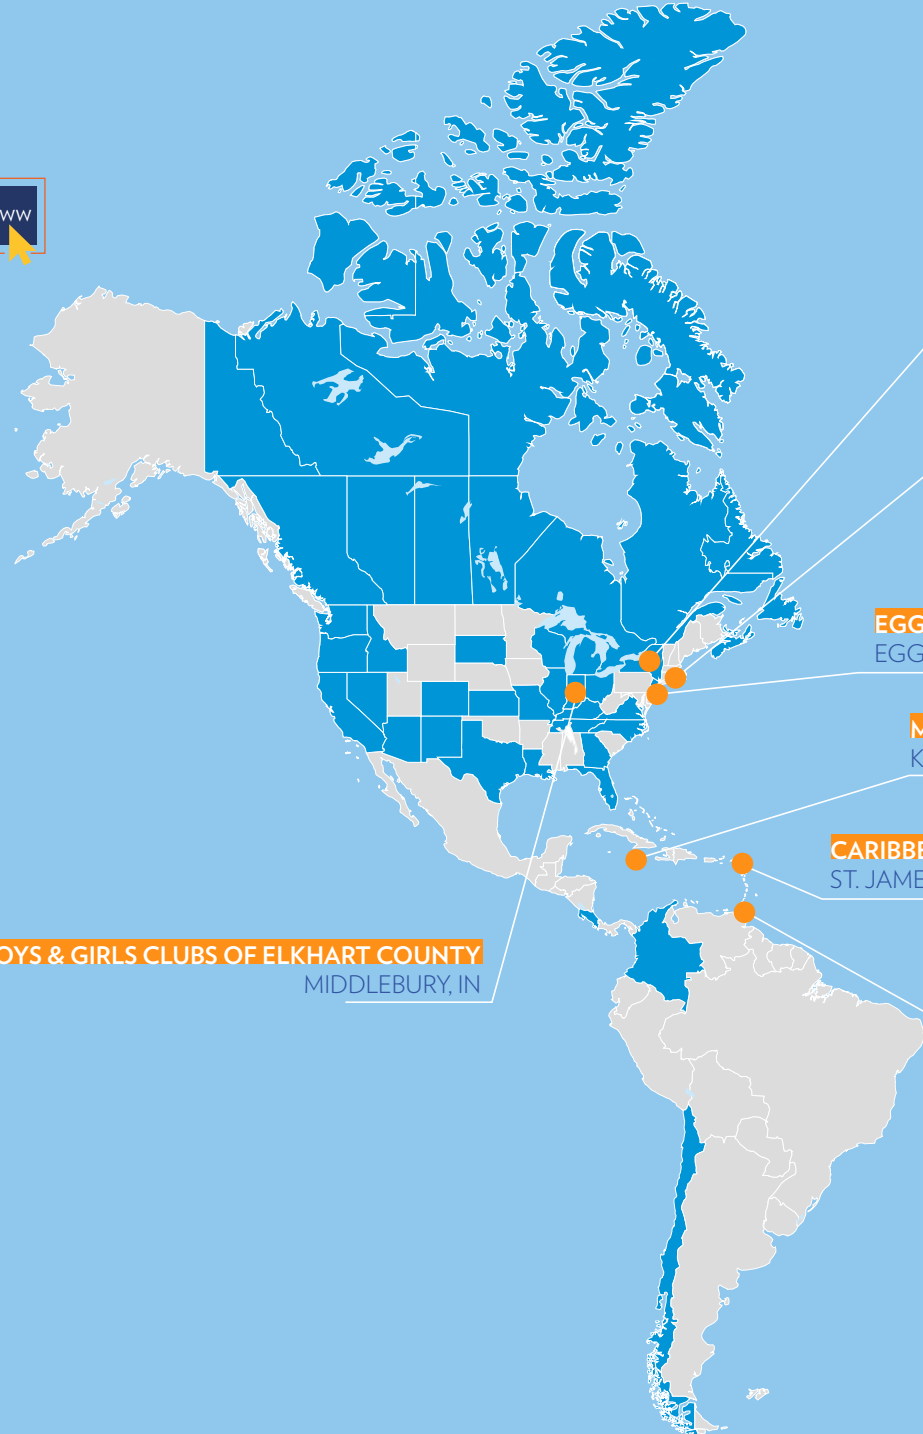 WW
EGG
EGG
M
K
CARIBBE
ST. JAME
OYS & GIRLS CLUBS OF ELKHART COUNTY
MIDDLEBURY, IN